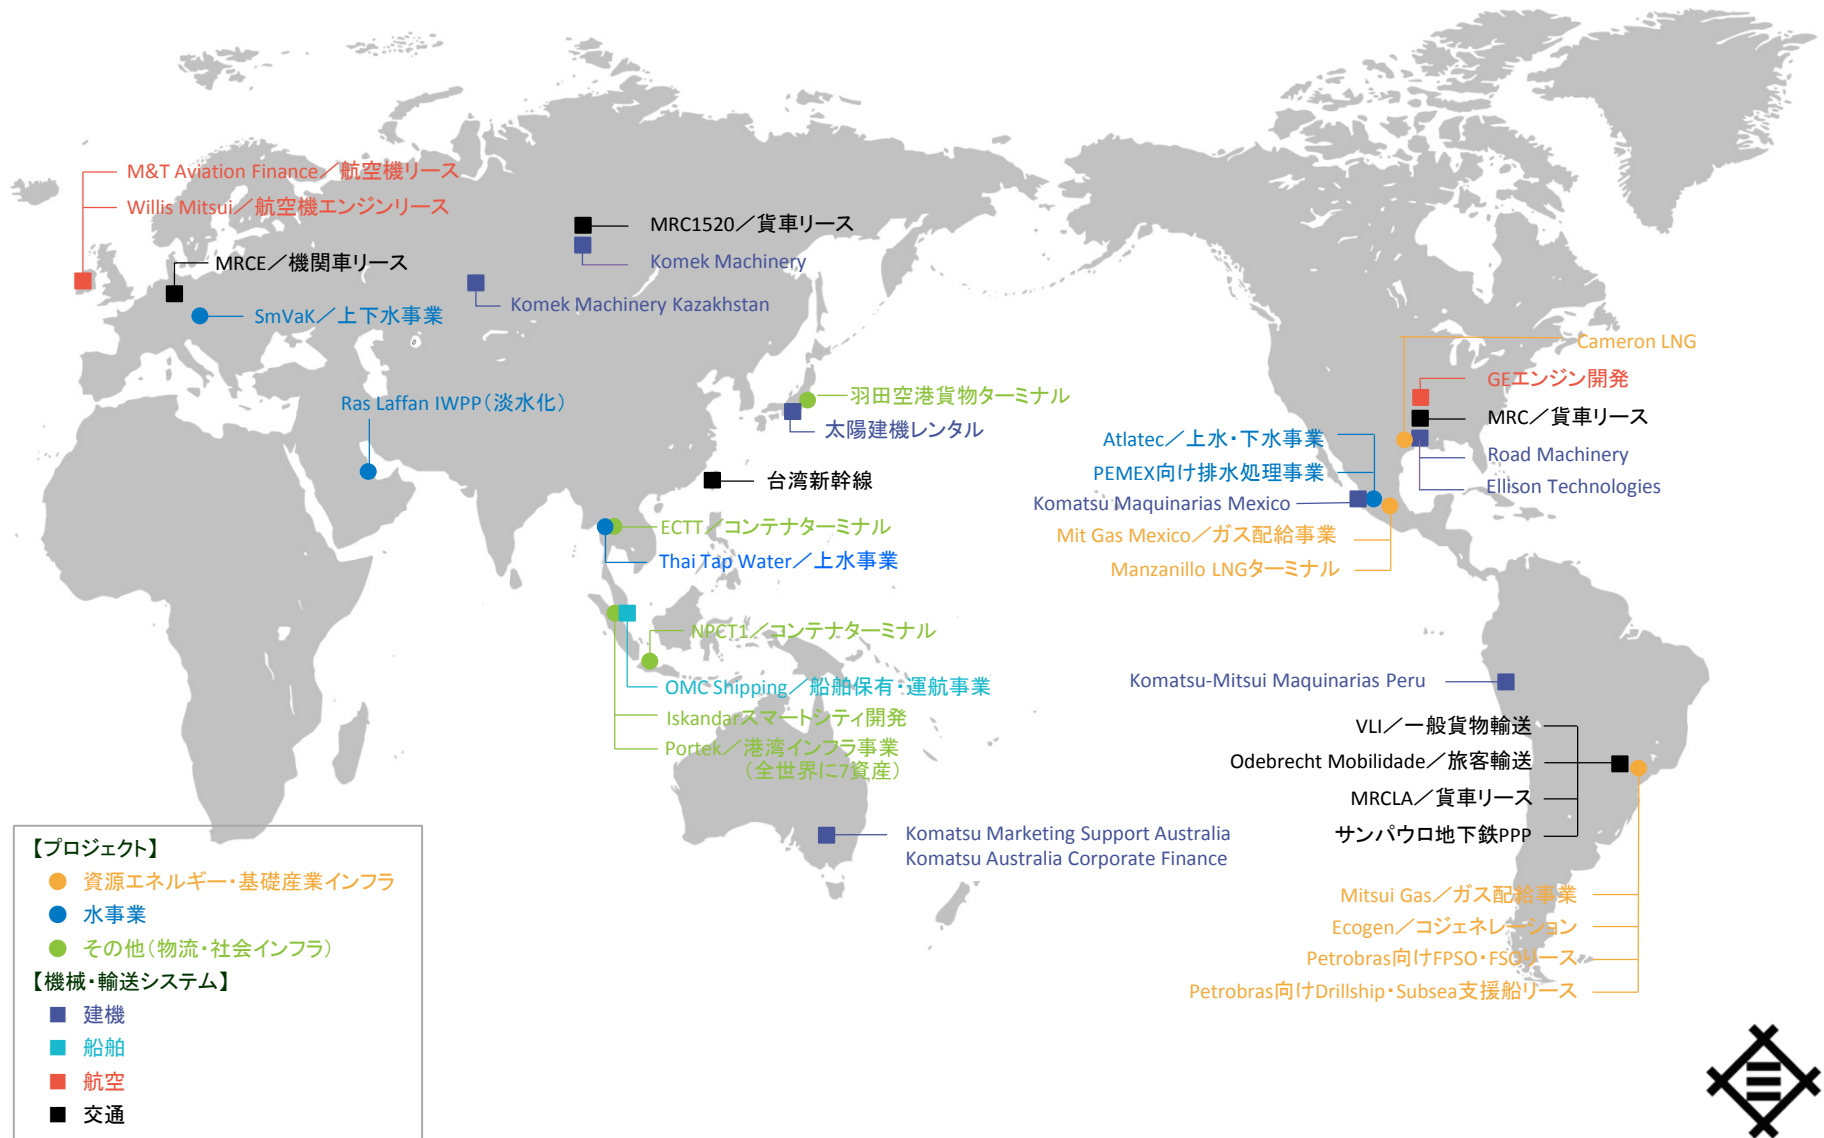 M&T Aviation Finance／航空機リース
Willis Mitsui／航空機エンジンリース
MRCE／機関車リース
SmVaK／上下水事業
MRC1520／貨車リース
Komek Machinery
Komek Machinery Kazakhstan
Ras Laffan IWPP（淡水化）
羽田空港貨物ターミナル
太陽建機レンタル
台湾新幹線
ECTT／コンテナターミナル
Thai Tap Water／上水事業
NPCT1／コンテナターミナル
OMC Shipping／船舶保有・運航事業
Iskandarスマートシティ開発
Portek／港湾インフラ事業
（全世界に7資産）
Komatsu Marketing Support Australia
Komatsu Australia Corporate Finance
Cameron LNG
GEエンジン開発
MRC／貨車リース
Road Machinery
Ellison Technologies
Atlatec／上水・下水事業
PEMEX向け排水処理事業
Komatsu Maquinarias Mexico
Mit Gas Mexico／ガス配給事業
Manzanillo LNGターミナル
Komatsu-Mitsui Maquinarias Peru
VLI／一般貨物輸送
Odebrecht Mobilidade／旅客輸送
MRCLA／貨車リース
サンパウロ地下鉄PPP
Mitsui Gas／ガス配給事業
Ecogen／コジェネレーション
Petrobras向けFPSO・FSOリース
Petrobras向けDrillship・Subsea支援船リース
【プロジェクト】
資源エネルギー・基礎産業インフラ
水事業
その他（物流・社会インフラ）
【機械・輸送システム】
建機
船舶
航空
交通